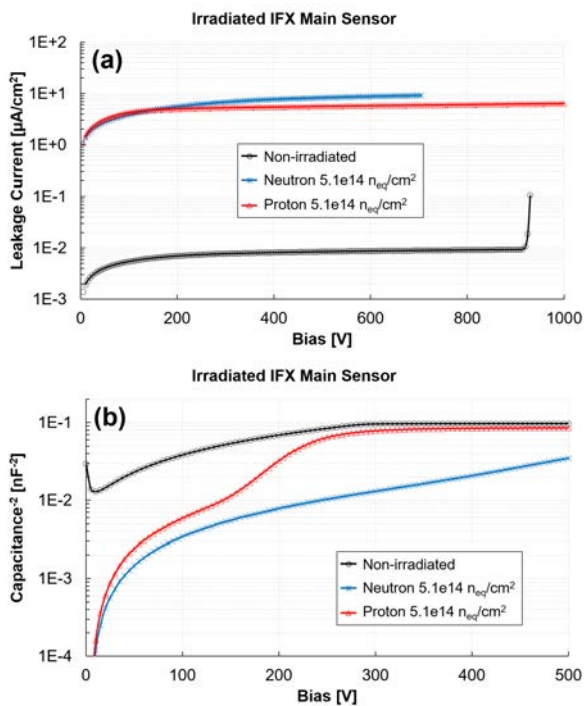 Irradiated IFX Main Sensor
(a)
Leakage Current [µA/cm²]
1E+2
1E+1
1E+0
1E-1
1E-2
1E-3
Non-irradiated
Neutron 5.1e14 n_eq/cm²
Proton 5.1e14 n_eq/cm²
0 200 400 600 800 1000
Bias [V]
Irradiated IFX Main Sensor
(b)
Capacitance⁻² [nF⁻²]
1E+0
1E-1
1E-2
1E-3
1E-4
Non-irradiated
Neutron 5.1e14 n_eq/cm²
Proton 5.1e14 n_eq/cm²
0 100 200 300 400 500
Bias [V]